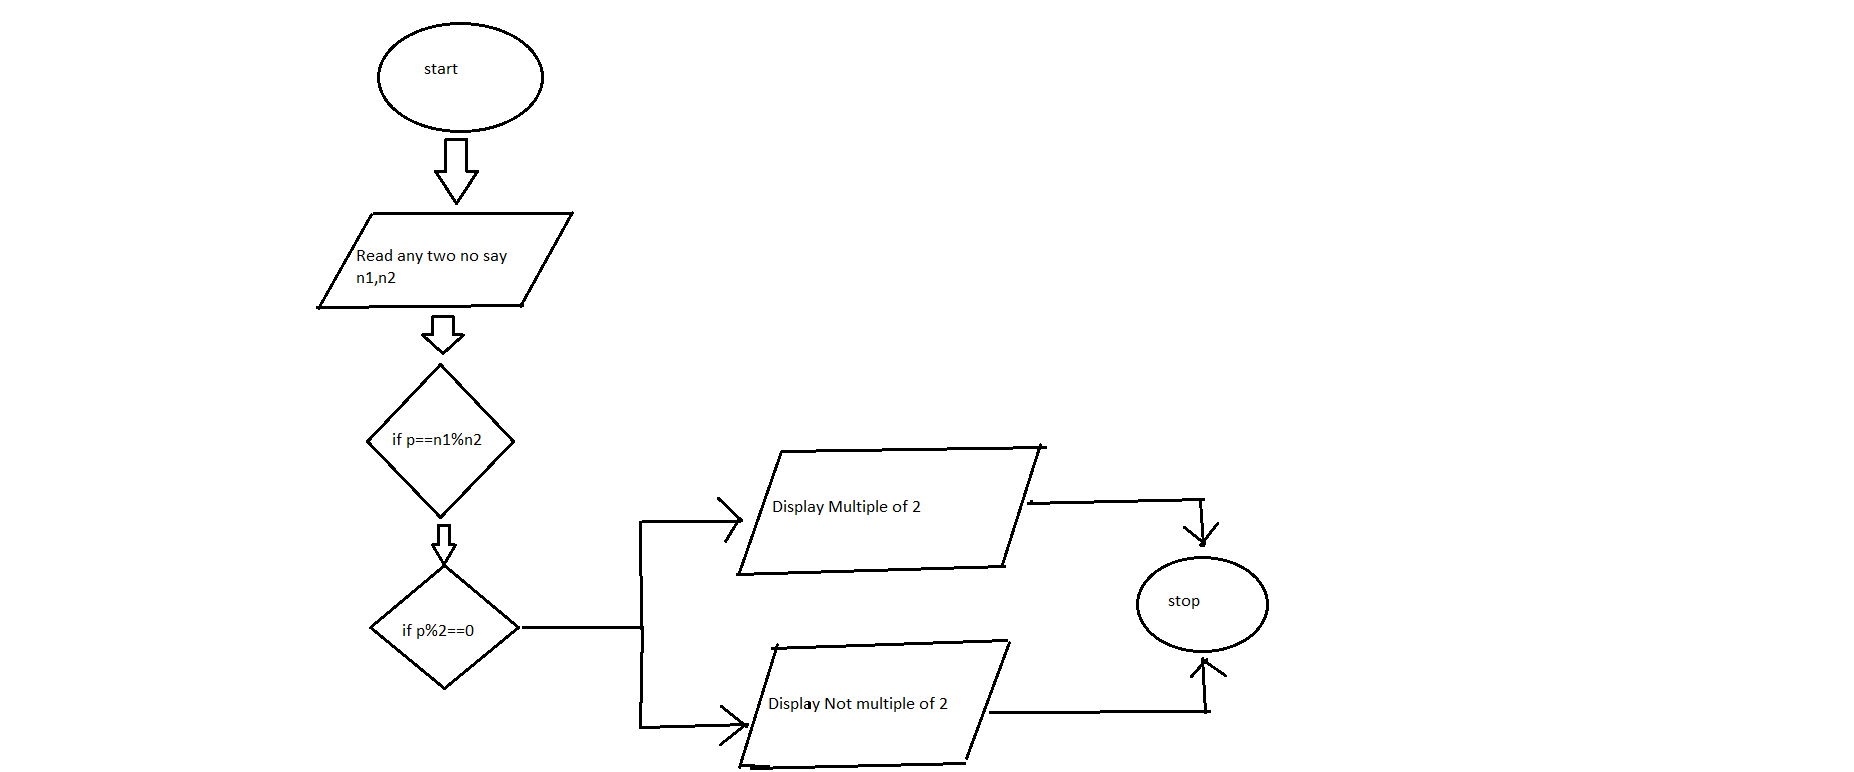 start
Read any two no say
n1,n2
if p==n1%n2
if p%2==0
Display Multiple of 2
Display Not multiple of 2
stop